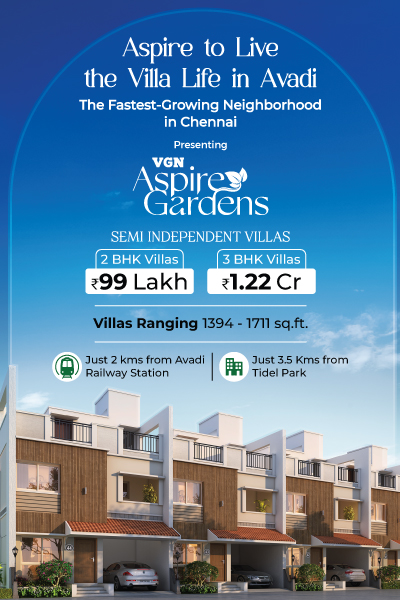 Aspire to Live
the Villa Life in Avadi
The Fastest-Growing Neighborhood
in Chennai
Presenting
VGN
Aspire
Gardens
SEMI INDEPENDENT VILLAS
2 BHK Villas
₹99 Lakh
3 BHK Villas
₹1.22 Cr
Villas Ranging 1394 - 1711 sq.ft.
Just 2 kms from Avadi
Railway Station
Just 3.5 Kms from
Tidel Park